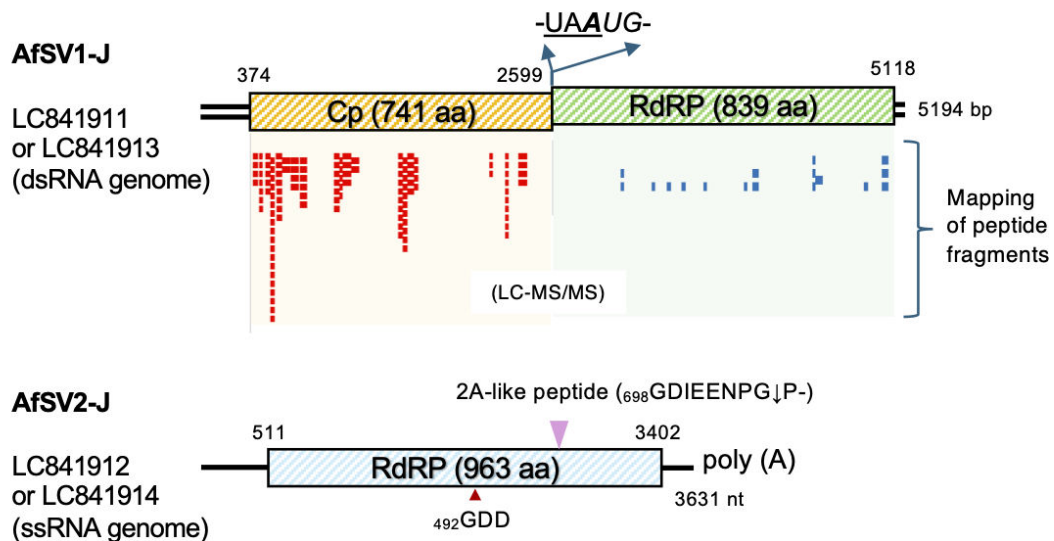 -UAAUG-
AfSV1-J
374
2599
5118
Cp (741 aa)
RdRP (839 aa)
5194 bp
LC841911
or LC841913
(dsRNA genome)
Mapping
of peptide
fragments
(LC-MS/MS)
AfSV2-J
2A-like peptide (₆₉₈GDIEENPG↓P-)
511
3402
LC841912
or LC841914
(ssRNA genome)
RdRP (963 aa)
poly (A)
3631 nt
₄₉₂GDD